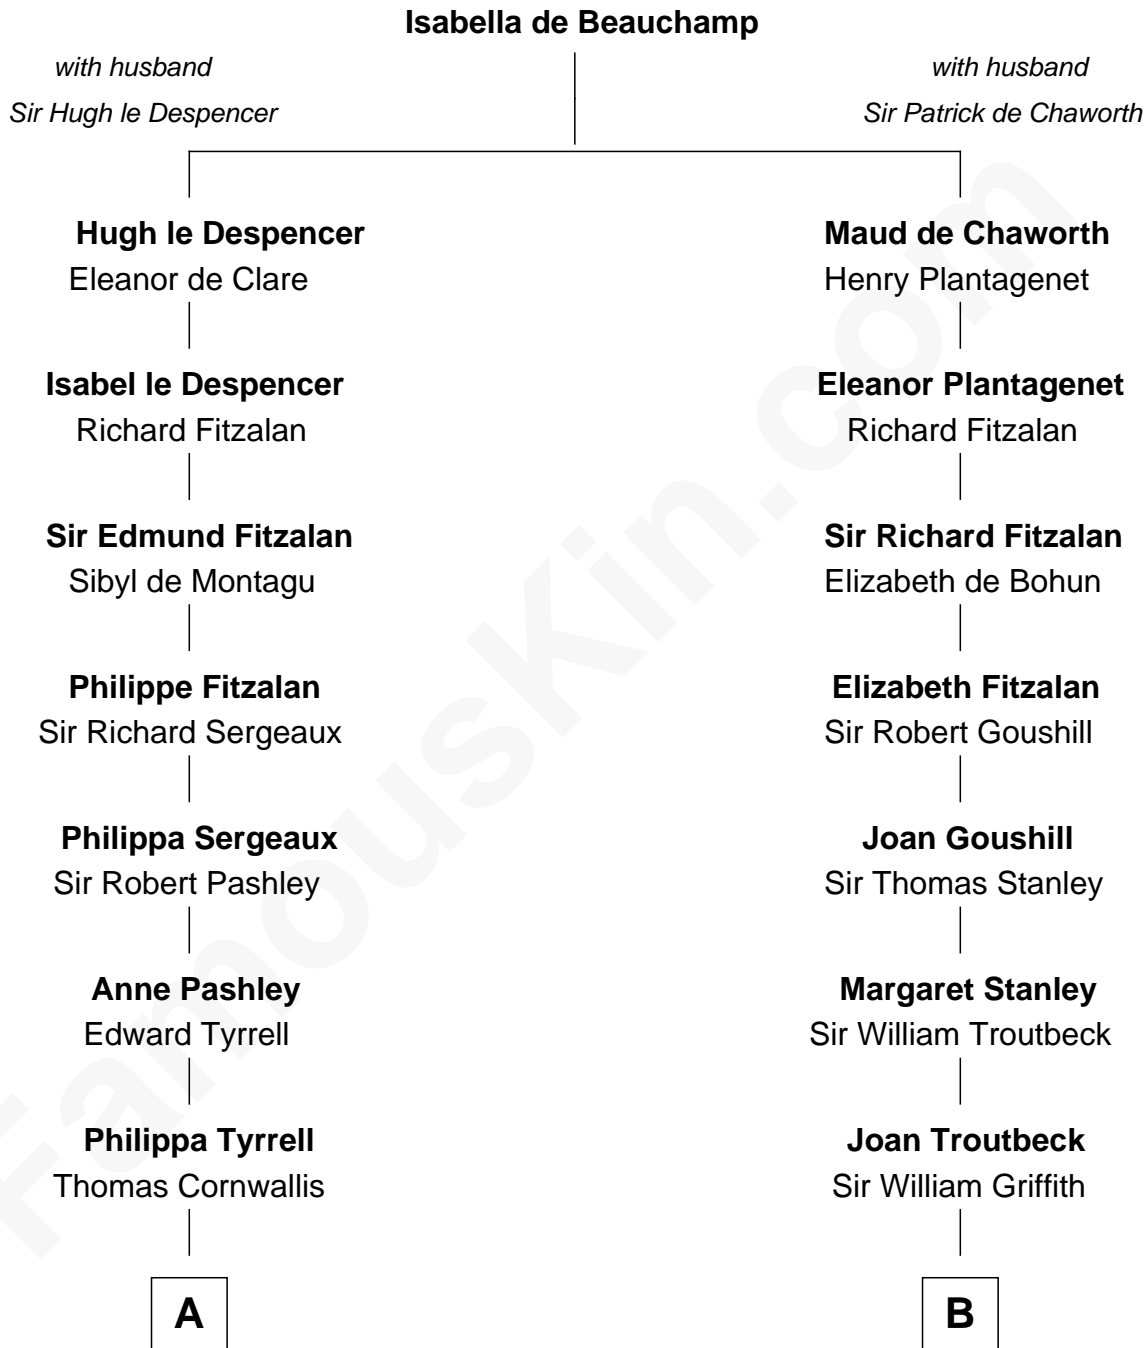 Isabella de Beauchamp
with husband
Sir Hugh le Despencer
with husband
Sir Patrick de Chaworth
Hugh le Despencer
Eleanor de Clare
Maud de Chaworth
Henry Plantagenet
Isabel le Despencer
Richard Fitzalan
Eleanor Plantagenet
Richard Fitzalan
Sir Edmund Fitzalan
Sibyl de Montagu
Sir Richard Fitzalan
Elizabeth de Bohun
Philippe Fitzalan
Sir Richard Sergeaux
Elizabeth Fitzalan
Sir Robert Goushill
Philippa Sergeaux
Sir Robert Pashley
Joan Goushill
Sir Thomas Stanley
Anne Pashley
Edward Tyrrell
Margaret Stanley
Sir William Troutbeck
Philippa Tyrrell
Thomas Cornwallis
Joan Troutbeck
Sir William Griffith
A
B
FamousKin.com